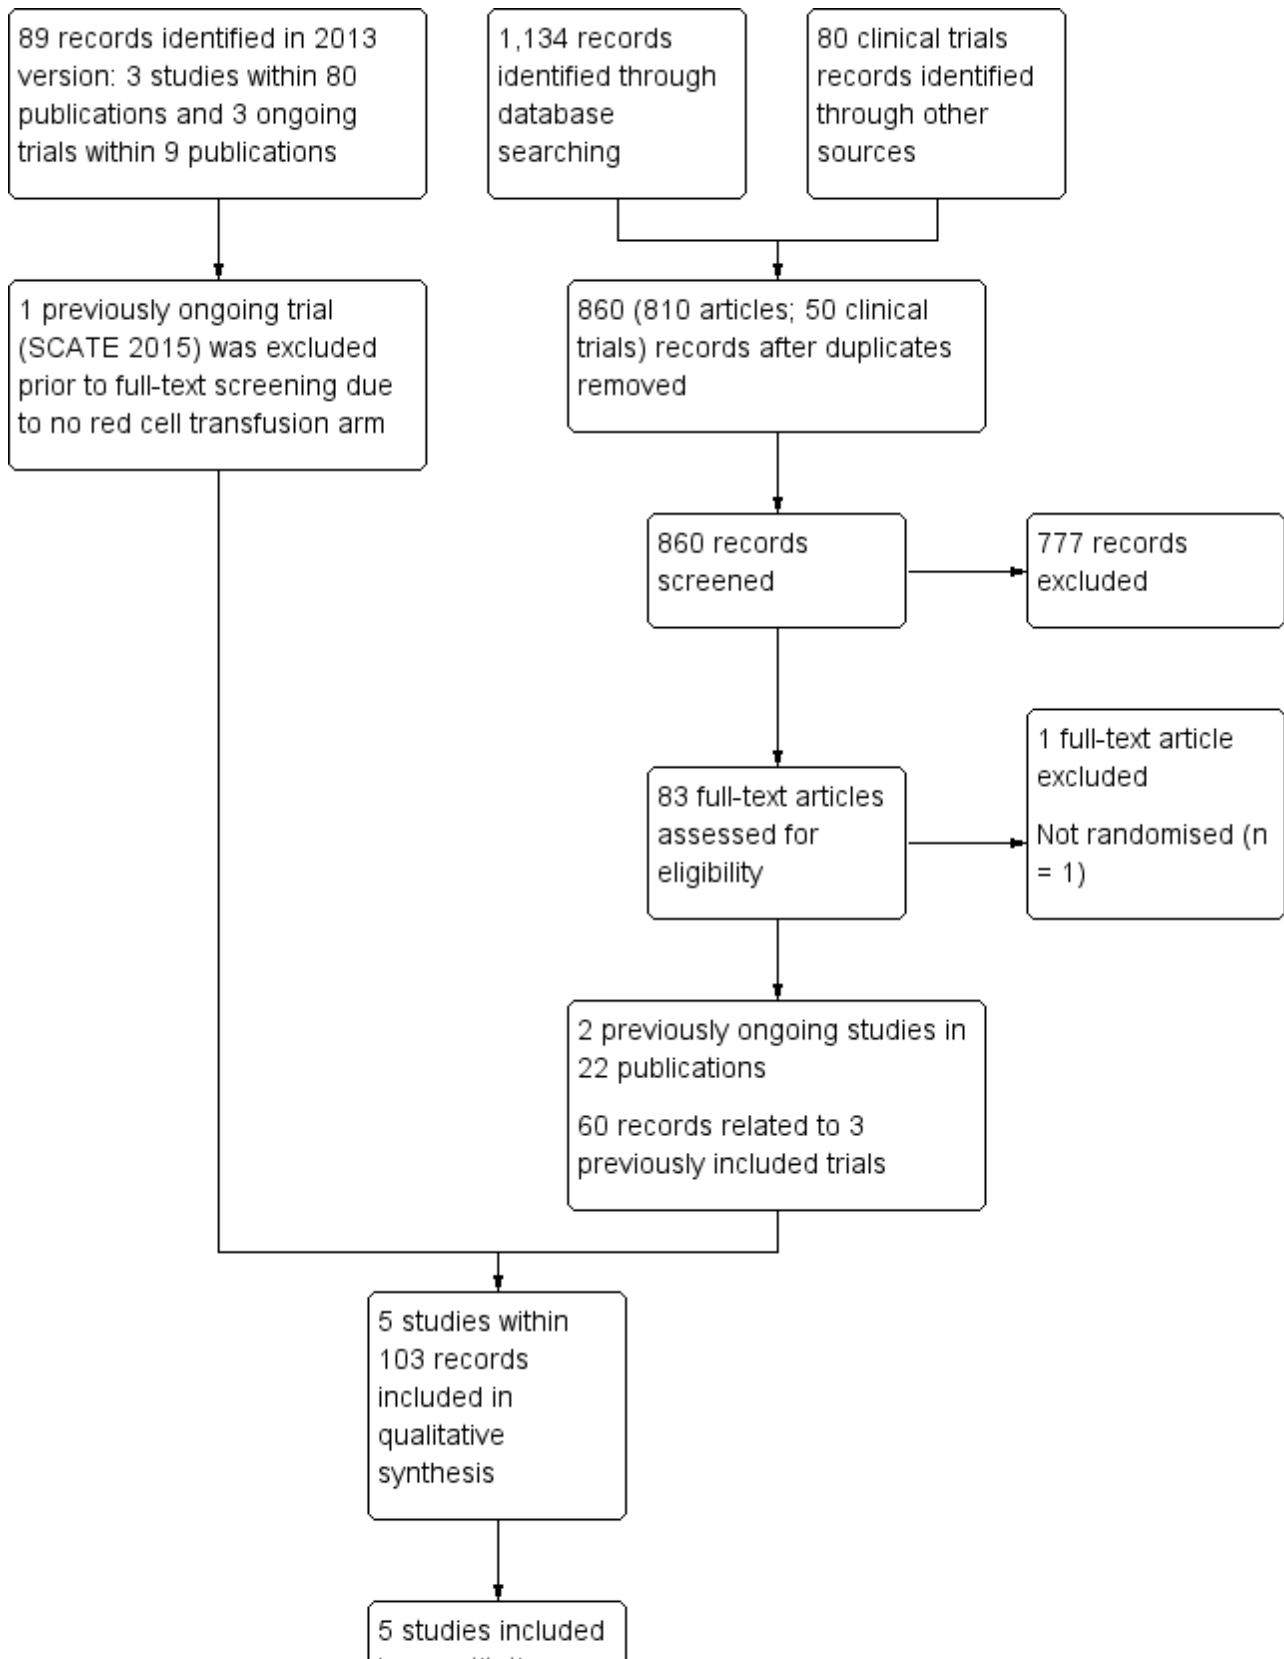 89 records identified in 2013
version: 3 studies within 80
publications and 3 ongoing
trials within 9 publications
1,134 records
identified through
database
searching
80 clinical trials
records identified
through other
sources
1 previously ongoing trial
(SCATE 2015) was excluded
prior to full-text screening due
to no red cell transfusion arm
860 (810 articles; 50 clinical
trials) records after duplicates
removed
860 records
screened
777 records
excluded
83 full-text articles
assessed for
eligibility
1 full-text article
excluded
Not randomised (n
= 1)
2 previously ongoing studies in
22 publications
60 records related to 3
previously included trials
5 studies within
103 records
included in
qualitative
synthesis
5 studies included